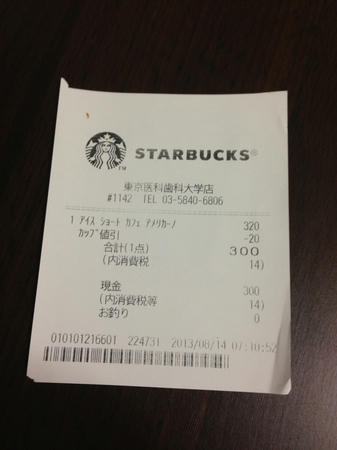 STARBUCKS®
TM
東京医科歯科大学店
#1142 TEL 03-5840-6806
1 アイス ショート カフェ アメリカーノ 320
カップ値引 -20
合計(1点) 300
(内消費税 14)
現金 300
(内消費税等 14)
お釣り 0
010101216601 224731 2013/08/14 07:10:52